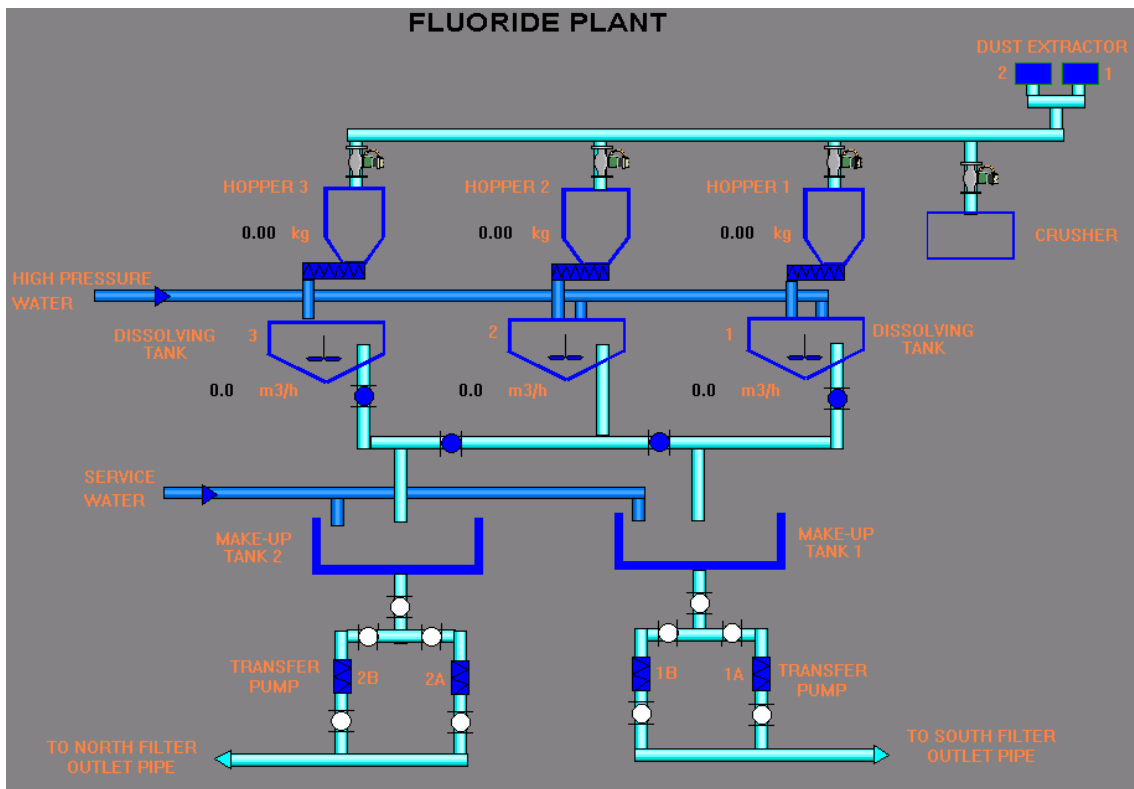 FLUORIDE PLANT
DUST EXTRACTOR
2 1
HOPPER 3 HOPPER 2 HOPPER 1
0.00 kg 0.00 kg 0.00 kg
CRUSHER
HIGH PRESSURE
WATER
DISSOLVING
TANK
3 2 1
DISSOLVING
TANK
0.0 m3/h 0.0 m3/h 0.0 m3/h
SERVICE
WATER
MAKE-UP
TANK 2
MAKE-UP
TANK 1
TRANSFER
PUMP
2B 2A 1B 1A
TRANSFER
PUMP
TO NORTH FILTER
OUTLET PIPE
TO SOUTH FILTER
OUTLET PIPE